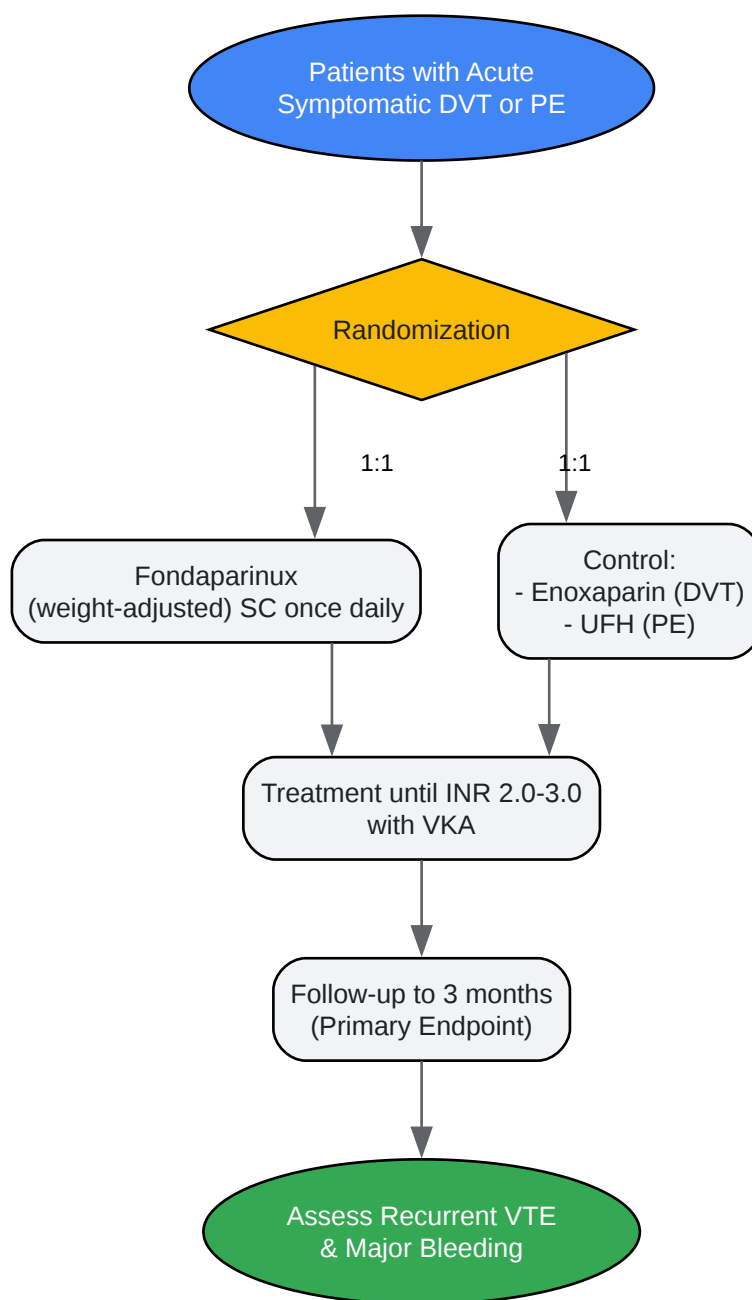 Patients with Acute
Symptomatic DVT or PE
Randomization
1:1
1:1
Fondaparinux
(weight-adjusted) SC once daily
Control:
- Enoxaparin (DVT)
- UFH (PE)
Treatment until INR 2.0-3.0
with VKA
Follow-up to 3 months
(Primary Endpoint)
Assess Recurrent VTE
& Major Bleeding